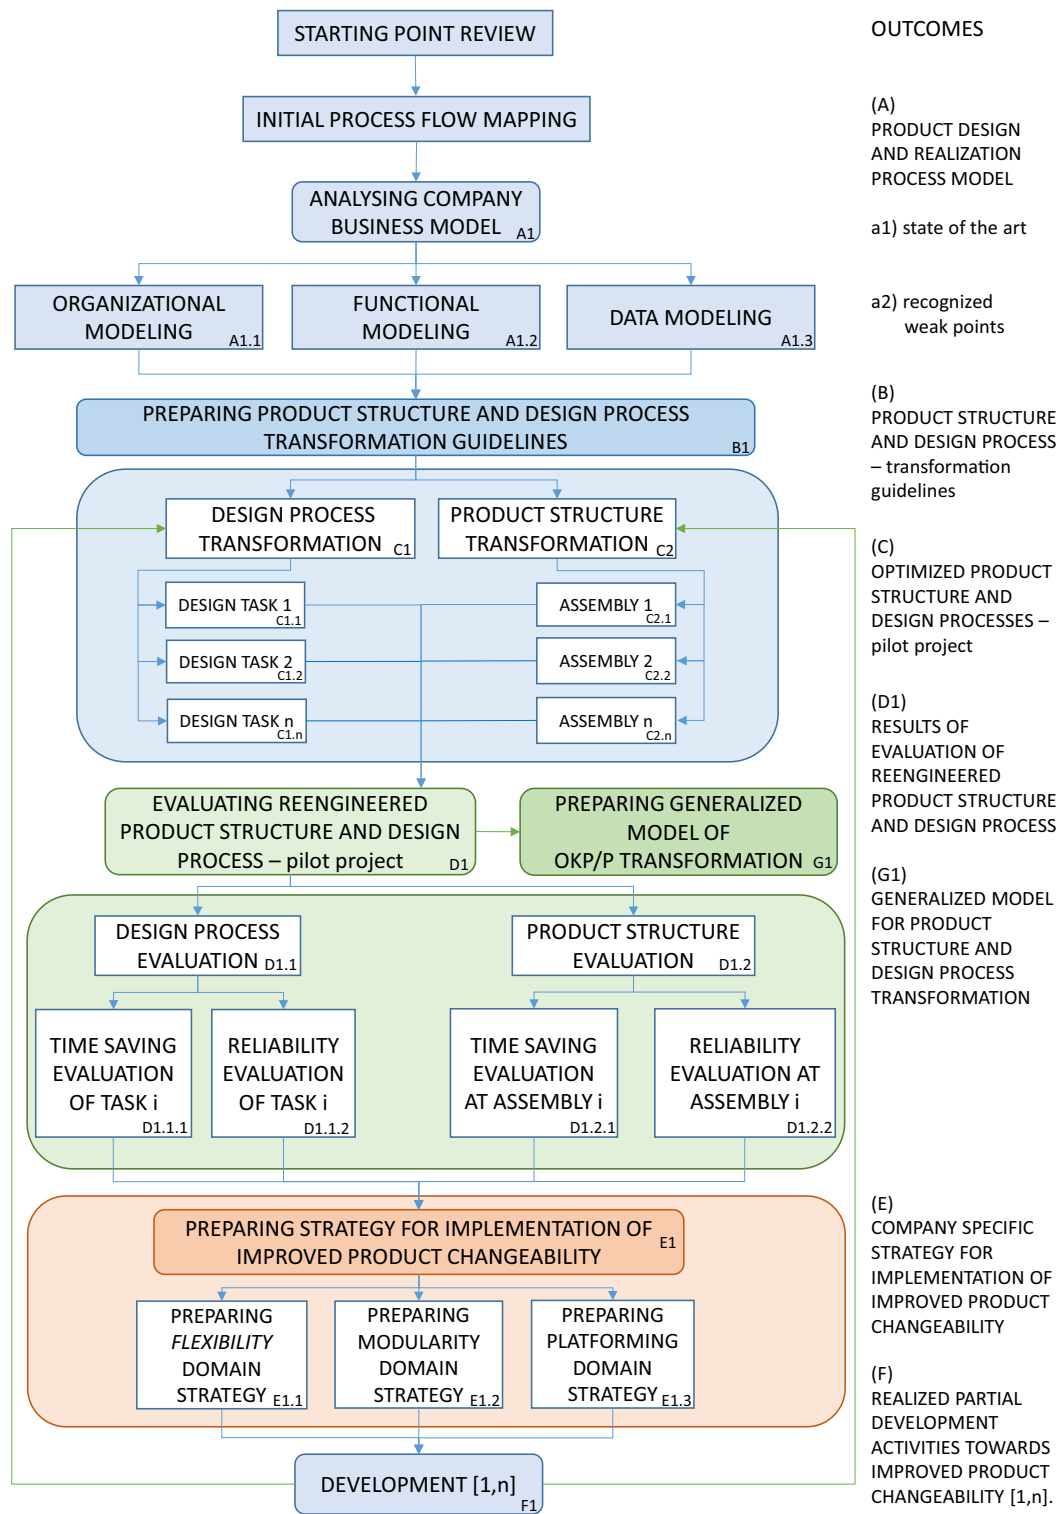 STARTING POINT REVIEW
INITIAL PROCESS FLOW MAPPING
ANALYSING COMPANY
BUSINESS MODEL
A1
ORGANIZATIONAL
MODELING
A1.1
FUNCTIONAL
MODELING
A1.2
DATA MODELING
A1.3
PREPARING PRODUCT STRUCTURE AND DESIGN PROCESS
TRANSFORMATION GUIDELINES
B1
DESIGN PROCESS
TRANSFORMATION
C1
PRODUCT STRUCTURE
TRANSFORMATION
C2
DESIGN TASK 1
C1.1
ASSEMBLY 1
C2.1
DESIGN TASK 2
C1.2
ASSEMBLY 2
C2.2
DESIGN TASK n
C1.n
ASSEMBLY n
C2.n
EVALUATING REENGINEERED
PRODUCT STRUCTURE AND DESIGN
PROCESS – pilot project
D1
PREPARING GENERALIZED
MODEL OF
OKP/P TRANSFORMATION
G1
DESIGN PROCESS
EVALUATION
D1.1
PRODUCT STRUCTURE
EVALUATION
D1.2
TIME SAVING
EVALUATION
OF TASK i
D1.1.1
RELIABILITY
EVALUATION
OF TASK i
D1.1.2
TIME SAVING
EVALUATION
AT ASSEMBLY i
D1.2.1
RELIABILITY
EVALUATION AT
ASSEMBLY i
D1.2.2
PREPARING STRATEGY FOR IMPLEMENTATION OF
IMPROVED PRODUCT CHANGEABILITY
E1
PREPARING
FLEXIBILITY
DOMAIN
STRATEGY
E1.1
PREPARING
MODULARITY
DOMAIN
STRATEGY
E1.2
PREPARING
PLATFORMING
DOMAIN
STRATEGY
E1.3
DEVELOPMENT [1,n]
F1
OUTCOMES
(A)
PRODUCT DESIGN
AND REALIZATION
PROCESS MODEL
a1) state of the art
a2) recognized
weak points
(B)
PRODUCT STRUCTURE
AND DESIGN PROCESS
– transformation
guidelines
(C)
OPTIMIZED PRODUCT
STRUCTURE AND
DESIGN PROCESSES –
pilot project
(D1)
RESULTS OF
EVALUATION OF
REENGINEERED
PRODUCT STRUCTURE
AND DESIGN PROCESS
(G1)
GENERALIZED MODEL
FOR PRODUCT
STRUCTURE AND
DESIGN PROCESS
TRANSFORMATION
(E)
COMPANY SPECIFIC
STRATEGY FOR
IMPLEMENTATION OF
IMPROVED PRODUCT
CHANGEABILITY
(F)
REALIZED PARTIAL
DEVELOPMENT
ACTIVITIES TOWARDS
IMPROVED PRODUCT
CHANGEABILITY [1,n].